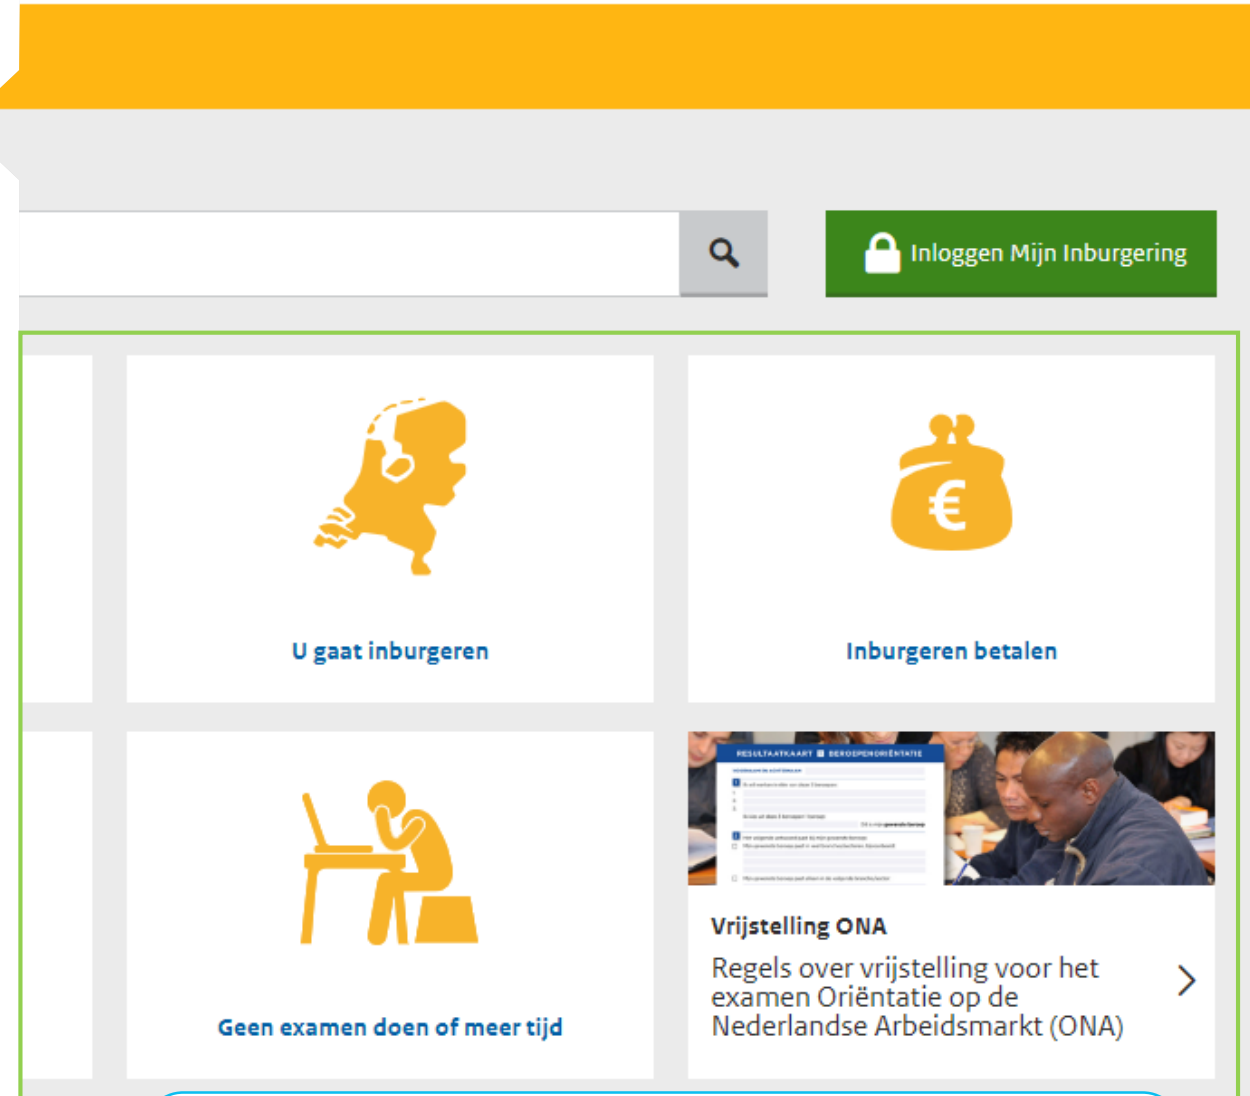 Inloggen Mijn Inburgering
€
U gaat inburgeren
Inburgeren betalen
RESULTAATKAART BEROEPENORIËNTATIE
Geen examen doen of meer tijd
Vrijstelling ONA
Regels over vrijstelling voor het
examen Oriëntatie op de
Nederlandse Arbeidsmarkt (ONA)